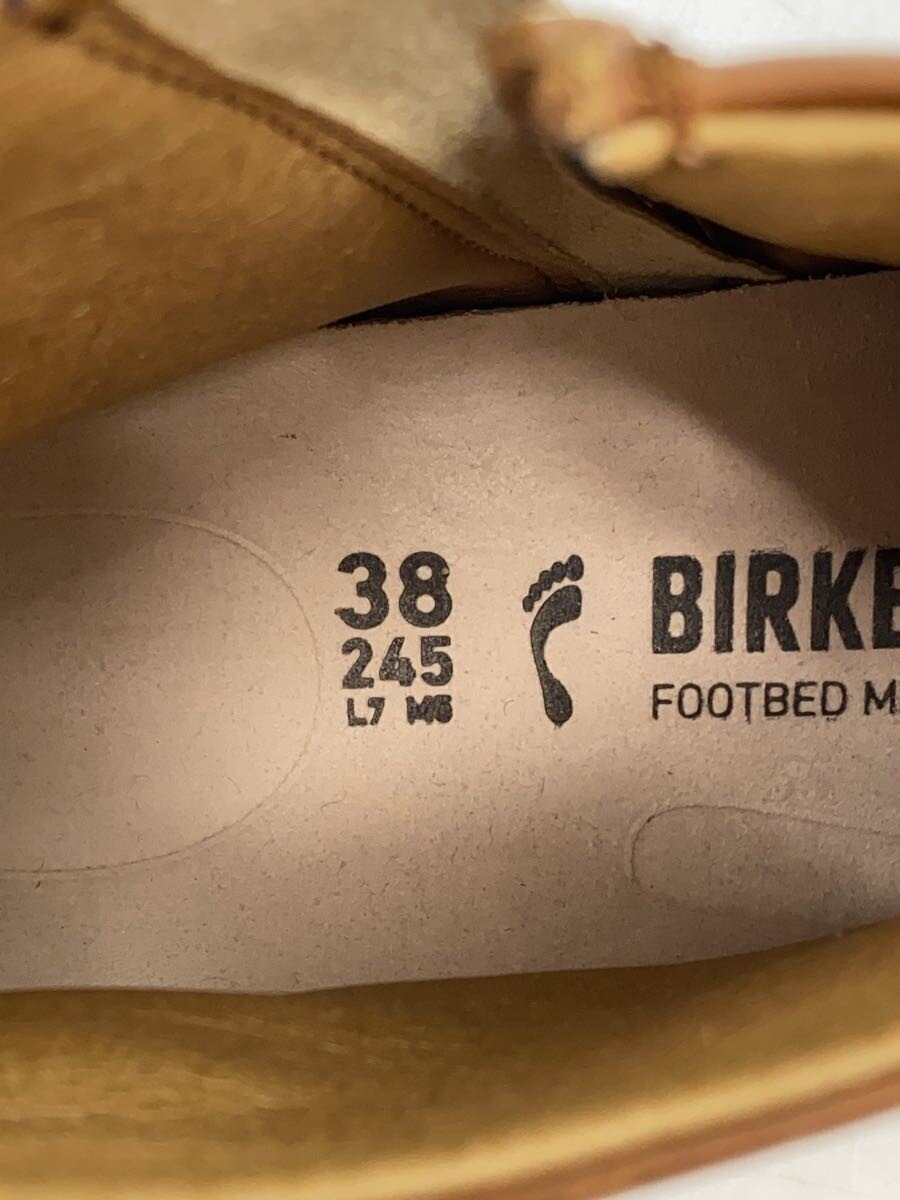 38
245
L7 M5
BIRKE
FOOTBED M